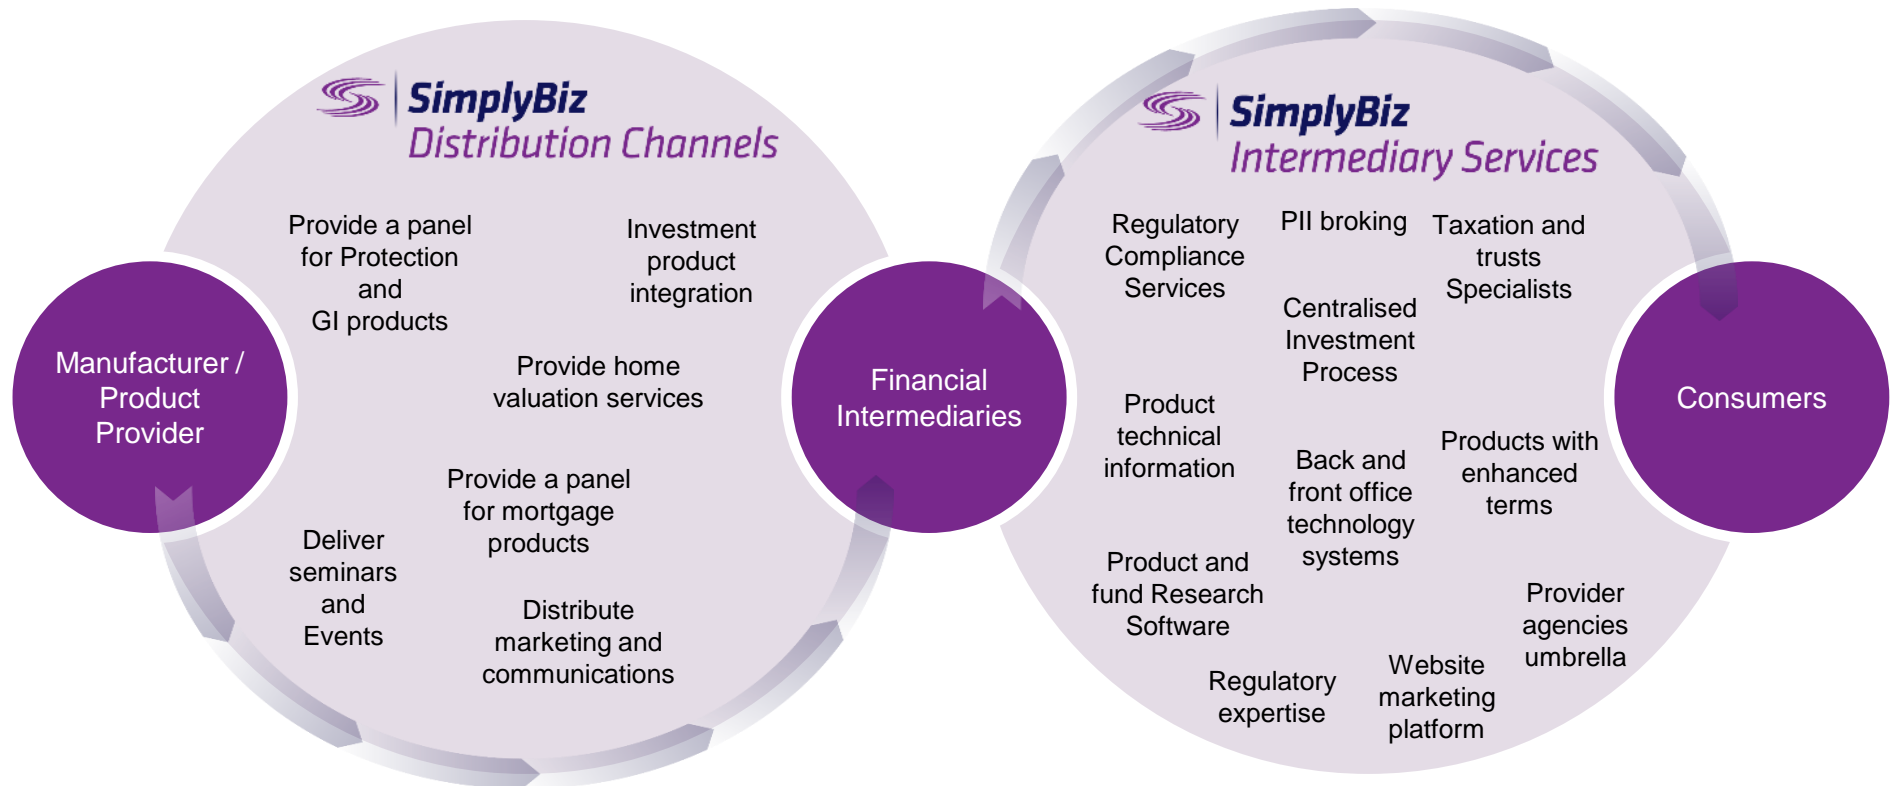 SimplyBiz
Distribution Channels
Provide a panel
for Protection
and
GI products
Investment
product
integration
Manufacturer /
Product
Provider
Provide home
valuation services
Provide a panel
for mortgage
products
Deliver
seminars
and
Events
Distribute
marketing and
communications
Financial
Intermediaries
SimplyBiz
Intermediary Services
Regulatory
Compliance
Services
PII broking
Taxation and
trusts
Specialists
Centralised
Investment
Process
Product
technical
information
Back and
front office
technology
systems
Products with
enhanced
terms
Product and
fund Research
Software
Provider
agencies
umbrella
Regulatory
expertise
Website
marketing
platform
Consumers